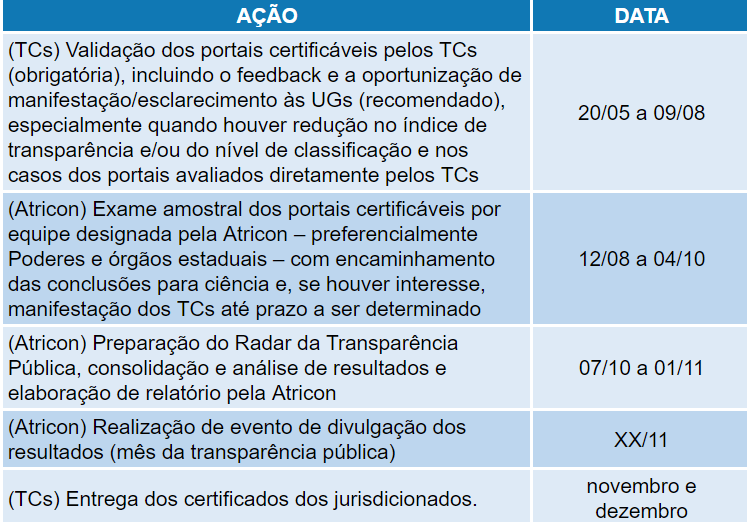 AÇÃO
DATA
(TCs) Validação dos portais certificáveis pelos TCs
(obrigatória), incluindo o feedback e a oportunização de
manifestação/esclarecimento às UGs (recomendado),
especialmente quando houver redução no índice de
transparência e/ou do nível de classificação e nos
casos dos portais avaliados diretamente pelos TCs
20/05 a 09/08
(Atricon) Exame amostral dos portais certificáveis por
equipe designada pela Atricon – preferencialmente
Poderes e órgãos estaduais – com encaminhamento
das conclusões para ciência e, se houver interesse,
manifestação dos TCs até prazo a ser determinado
12/08 a 04/10
(Atricon) Preparação do Radar da Transparência
Pública, consolidação e análise de resultados e
elaboração de relatório pela Atricon
07/10 a 01/11
(Atricon) Realização de evento de divulgação dos
resultados (mês da transparência pública)
XX/11
(TCs) Entrega dos certificados dos jurisdicionados.
novembro e
dezembro